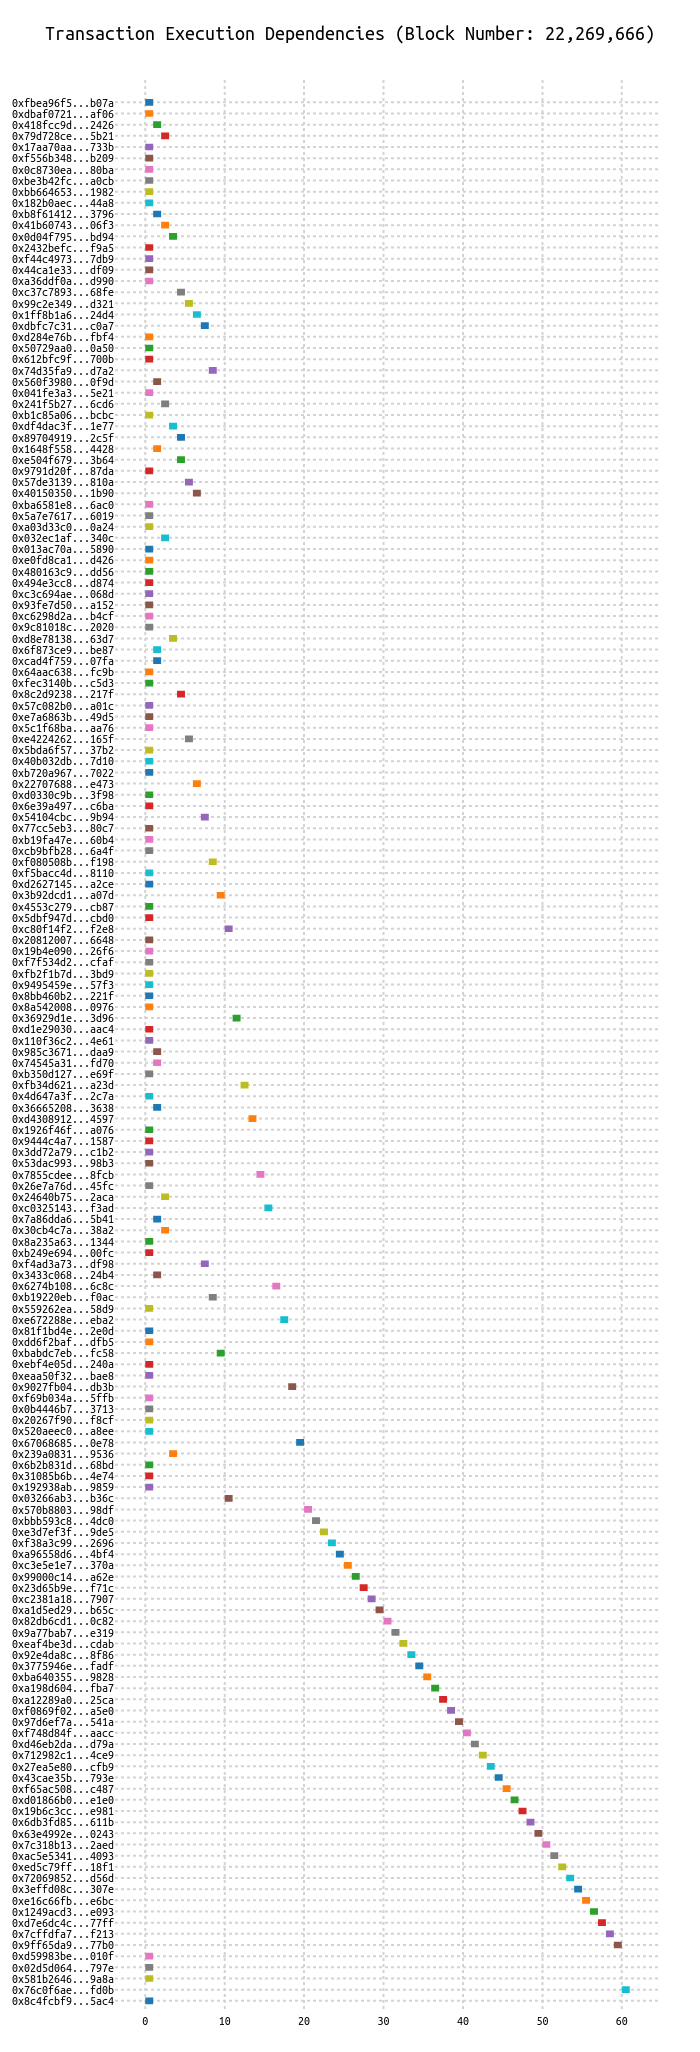 Transaction Execution Dependencies (Block Number: 22,269,666)
0xfbea96f5...b07a
0xdbaf0721...af06
0x418fcc9d...2426
0x79d728ce...5b21
0x17aa70aa...733b
0xf556b348...b209
0x0c8730ea...80ba
0xbe3b42fc...a0cb
0xbb664653...1982
0x182b0aec...44a8
0xb8f61412...3796
0x41b60743...06f3
0x0d04f795...bd94
0x2432befc...f9a5
0xf44c4973...7db9
0x44ca1e33...df09
0xa36ddf0a...d990
0xc37c7893...68fe
0x99c2e349...d321
0x1ff8b1a6...24d4
0xdbfc7c31...c0a7
0xd284e76b...fbf4
0x50729aa0...0a50
0x612bfc9f...700b
0x74d35fa9...d7a2
0x560f3980...0f9d
0x041fe3a3...5e21
0x241f5b27...6cd6
0xb1c85a06...bcbc
0xdf4dac3f...1e77
0x89704919...2c5f
0x1648f558...4428
0xe504f679...3b64
0x9791d20f...87da
0x57de3139...810a
0x40150350...1b90
0xba6581e8...6ac0
0x5a7e7617...6019
0xa03d33c0...0a24
0x032ec1af...340c
0x013ac70a...5890
0xe0fd8ca1...d426
0x480163c9...dd56
0x494e3cc8...d874
0xc3c694ae...068d
0x93fe7d50...a152
0xc6298d2a...b4cf
0x9c81018c...2020
0xd8e78138...63d7
0x6f873ce9...be87
0xcad4f759...07fa
0x64aac638...fc9b
0xfec3140b...c5d3
0x8c2d9238...217f
0x57c082b0...a01c
0xe7a6863b...49d5
0x5c1f68ba...aa76
0xe4224262...165f
0x5bda6f57...37b2
0x40b032db...7d10
0xb720a967...7022
0x22707688...e473
0xd0330c9b...3f98
0x6e39a497...c6ba
0x54104cbc...9b94
0x77cc5eb3...80c7
0xb19fa47e...60b4
0xcb9bfb28...6a4f
0xf080508b...f198
0xf5bacc4d...8110
0xd2627145...a2ce
0x3b92dcd1...a07d
0x4553c279...cb87
0x5dbf947d...cbd0
0xc80f14f2...f2e8
0x20812007...6648
0x19b4e090...26f6
0xf7f534d2...cfaf
0xfb2f1b7d...3bd9
0x9495459e...57f3
0x8bb460b2...221f
0x8a542008...0976
0x36929d1e...3d96
0xd1e29030...aac4
0x110f36c2...4e61
0x985c3671...daa9
0x74545a31...fd70
0xb350d127...e69f
0xfb34d621...a23d
0x4d647a3f...2c7a
0x36665208...3638
0xd4308912...4597
0x1926f46f...a076
0x9444c4a7...1587
0x3dd72a79...c1b2
0x53dac993...98b3
0x7855cdee...8fcb
0x26e7a76d...45fc
0x24640b75...2aca
0xc0325143...f3ad
0x7a86dda6...5b41
0x30cb4c7a...38a2
0x8a235a63...1344
0xb249e694...00fc
0xf4ad3a73...df98
0x3433c068...24b4
0x6274b108...6c8c
0xb19220eb...f0ac
0x559262ea...58d9
0xe672288e...eba2
0x81f1bd4e...2e0d
0xdd6f2baf...dfb5
0xbabdc7eb...fc58
0xebf4e05d...240a
0xeaa50f32...bae8
0x9027fb04...db3b
0xf69b034a...5ffb
0x0b4446b7...3713
0x20267f90...f8cf
0x520aeec0...a8ee
0x67068685...0e78
0x239a0831...9536
0x6b2b831d...68bd
0x31085b6b...4e74
0x192938ab...9859
0x03266ab3...b36c
0x570b8803...98df
0xbbb593c8...4dc0
0xe3d7ef3f...9de5
0xf38a3c99...2696
0xa96558d6...4bf4
0xc3e5e1e7...370a
0x99000c14...a62e
0x23d65b9e...f71c
0xc2381a18...7907
0xa1d5ed29...b65c
0x82db6cd1...0c82
0x9a77bab7...e319
0xeaf4be3d...cdab
0x92e4da8c...8f86
0x3775946e...fadf
0xba640355...9828
0xa198d604...fba7
0xa12289a0...25ca
0xf0869f02...a5e0
0x97d6ef7a...541a
0xf748d84f...aacc
0xd46eb2da...d79a
0x712982c1...4ce9
0x27ea5e80...cfb9
0x43cae35b...793e
0xf65ac508...c487
0xd01866b0...e1e0
0x19b6c3cc...e981
0x6db3fd85...611b
0x63e4992e...0243
0x7c318b13...2aed
0xac5e5341...4093
0xed5c79ff...18f1
0x72069852...d56d
0x3effd08c...307e
0xe16c66fb...e6bc
0x1249acd3...e093
0xd7e6dc4c...77ff
0x7cffdfa7...f213
0x9ff65da9...77b0
0xd59983be...010f
0x02d5d064...797e
0x581b2646...9a8a
0x76c0f6ae...fd0b
0x8c4fcbf9...5ac4
0 10 20 30 40 50 60